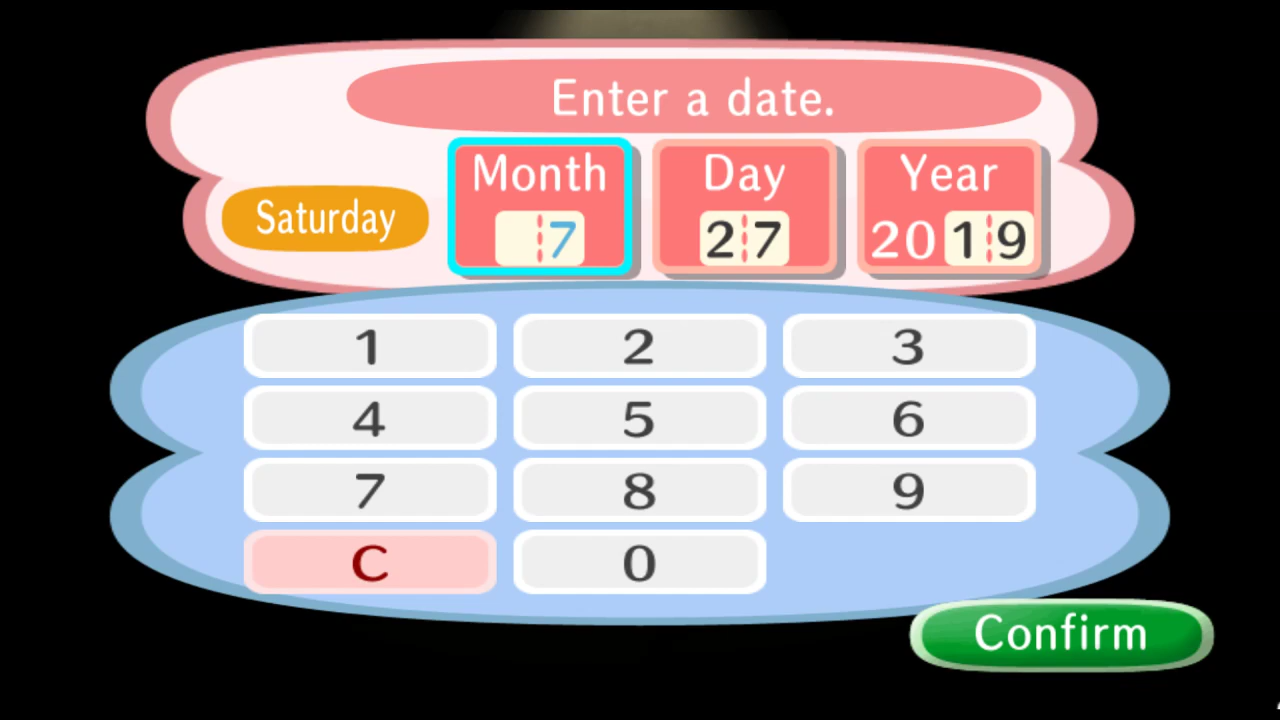 Enter a date.
Saturday
Month
7
Day
27
Year
2019
1 2 3
4 5 6
7 8 9
C 0
Confirm